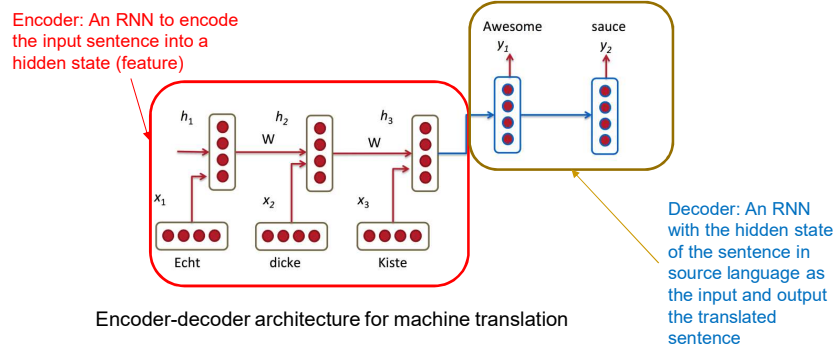 Encoder: An RNN to encode
the input sentence into a
hidden state (feature)
Awesome
sauce
y1
y2
h1
h2
h3
W
W
x1
x2
x3
Echt
dicke
Kiste
Decoder: An RNN
with the hidden state
of the sentence in
source language as
the input and output
the translated
sentence
Encoder-decoder architecture for machine translation